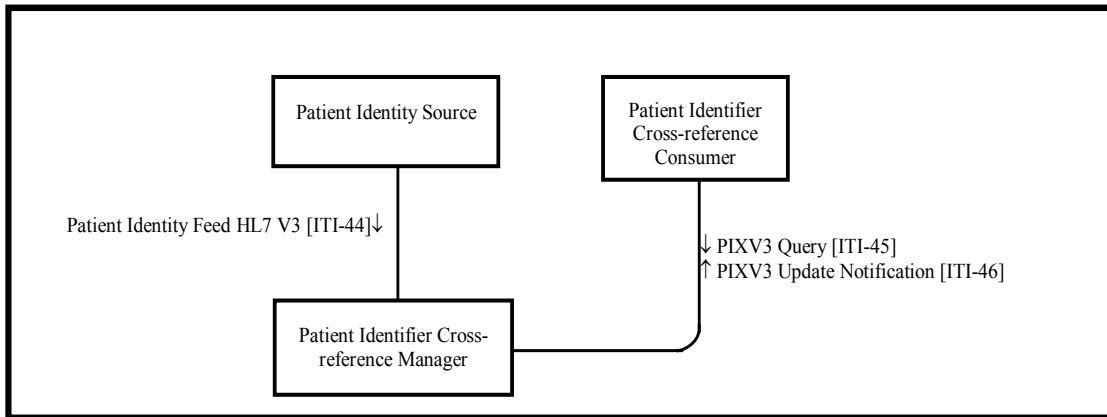 Patient Identity Source
Patient Identifier
Cross-reference
Consumer
Patient Identity Feed HL7 V3 [ITI-44]↓
↓ PIXV3 Query [ITI-45]
↑ PIXV3 Update Notification [ITI-46]
Patient Identifier Cross-
reference Manager